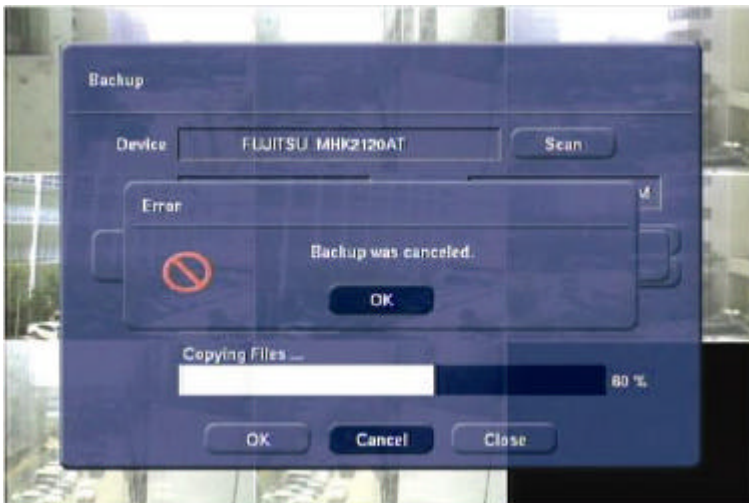 Backup
Device FUJITSU MHK2120AT Scan
M
Error
Backup was canceled.
OK
Copying Files ...
60 %
OK Cancel Close